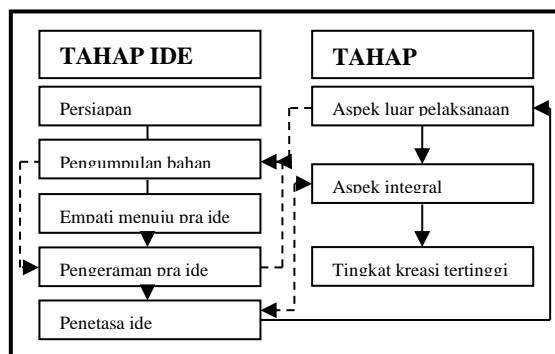 TAHAP IDE
Persiapan
Pengumpulan bahan
Empati menuju pra ide
Pengeraman pra ide
Penetasa ide
TAHAP
Aspek luar pelaksanaan
Aspek integral
Tingkat kreasi tertinggi